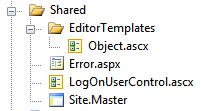 Shared
EditorTemplates
Object.ascx
Error.aspx
LogOnUserControl.ascx
Site.Master